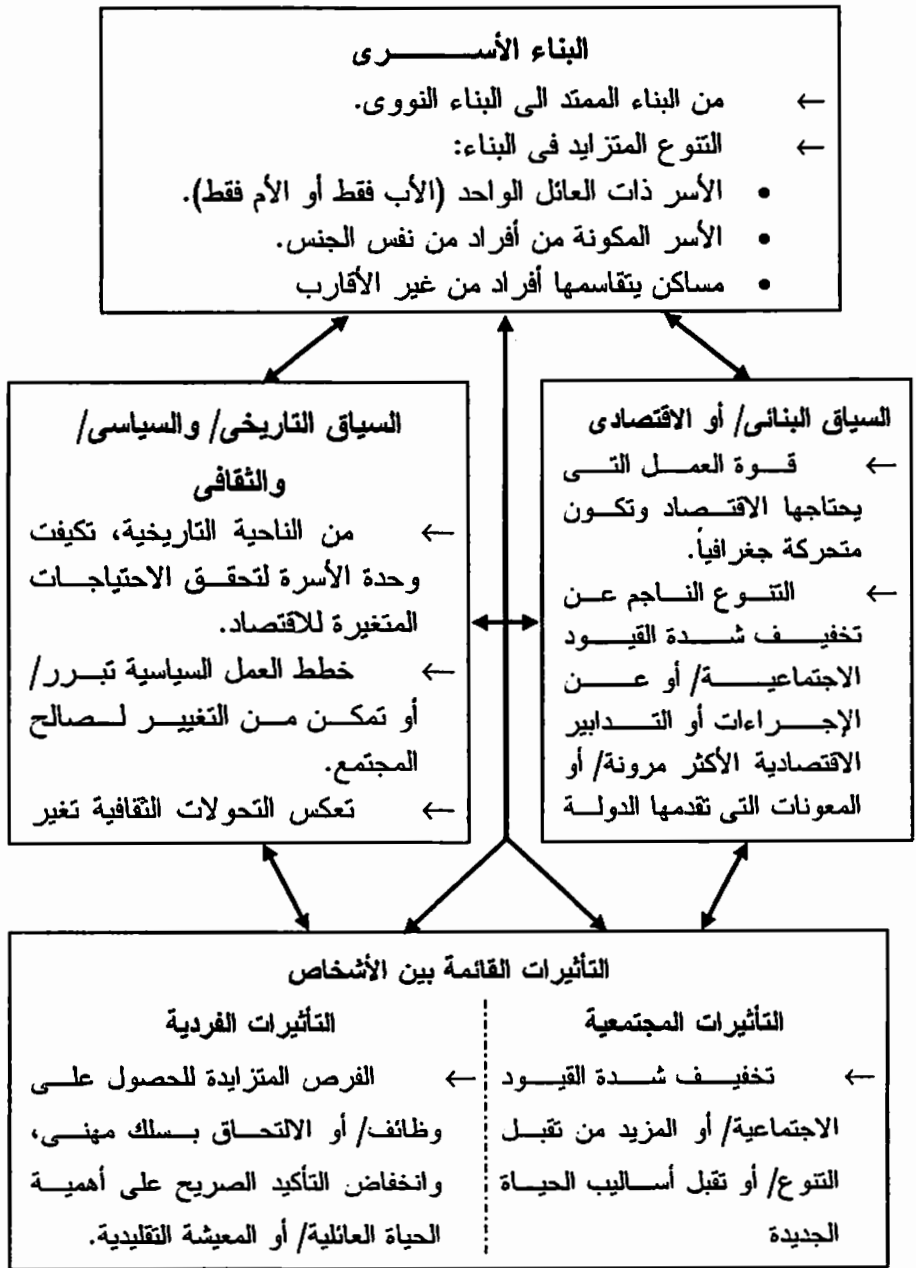 البناء الأسرى
← من البناء الممتد الى البناء النووى.
← التنوع المتزايد فى البناء:
• الأسر ذات العائل الواحد (الأب فقط أو الأم فقط).
• الأسر المكونة من أفراد من نفس الجنس.
• مساكن يتقاسمها أفراد من غير الأقارب
السياق البنائى/ أو الاقتصادى
← قوة العمل التى
يحتاجها الاقتصاد وتكون
متحركة جغرافياً.
← التنوع الناجم عن
تخفيف شدة القيود
الاجتماعية/ أو عن
الإجراءات أو التدابير
الاقتصادية الأكثر مرونة/ أو
المعونات التى تقدمها الدولة
السياق التاريخى/ والسياسى/
والثقافى
← من الناحية التاريخية، تكيفت
وحدة الأسرة لتحقق الاحتياجات
المتغيرة للاقتصاد.
← خطط العمل السياسية تبرر/
أو تمكن من التغيير لصالح
المجتمع.
← تعكس التحولات الثقافية تغير
التأثيرات القائمة بين الأشخاص
التأثيرات المجتمعية
← تخفيف شدة القيود
الاجتماعية/ أو المزيد من تقبل
التنوع/ أو تقبل أساليب الحياة
الجديدة
التأثيرات الفردية
← الفرص المتزايدة للحصول على
وظائف/ أو الالتحاق بسلك مهنى،
وانخفاض التأكيد الصريح على أهمية
الحياة العائلية/ أو المعيشة التقليدية.